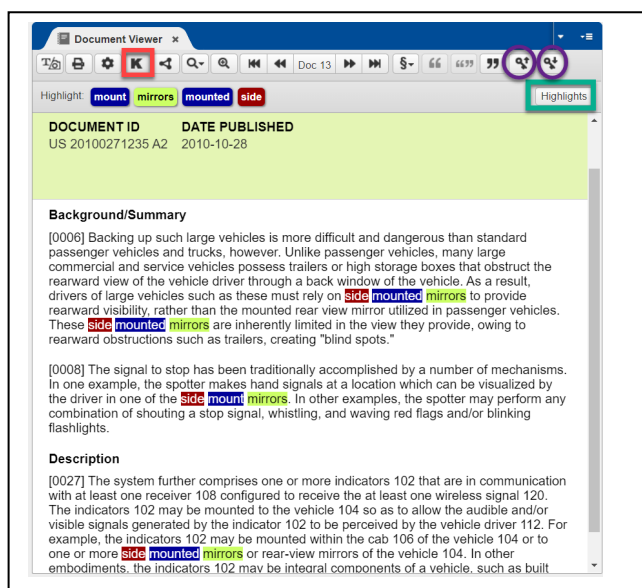 Document Viewer ×
K Doc 13 §
Highlight: mount mirrors mounted side Highlights
DOCUMENT ID DATE PUBLISHED
US 20100271235 A2 2010-10-28
Background/Summary
[0006] Backing up such large vehicles is more difficult and dangerous than standard
passenger vehicles and trucks, however. Unlike passenger vehicles, many large
commercial and service vehicles possess trailers or high storage boxes that obstruct the
rearward view of the vehicle driver through a back window of the vehicle. As a result,
drivers of large vehicles such as these must rely on side mounted mirrors to provide
rearward visibility, rather than the mounted rear view mirror utilized in passenger vehicles.
These side mounted mirrors are inherently limited in the view they provide, owing to
rearward obstructions such as trailers, creating "blind spots."
[0008] The signal to stop has been traditionally accomplished by a number of mechanisms.
In one example, the spotter makes hand signals at a location which can be visualized by
the driver in one of the side mount mirrors. In other examples, the spotter may perform any
combination of shouting a stop signal, whistling, and waving red flags and/or blinking
flashlights.
Description
[0027] The system further comprises one or more indicators 102 that are in communication
with at least one receiver 108 configured to receive the at least one wireless signal 120.
The indicators 102 may be mounted to the vehicle 104 so as to allow the audible and/or
visible signals generated by the indicator 102 to be perceived by the vehicle driver 112. For
example, the indicators 102 may be mounted within the cab 106 of the vehicle 104 or to
one or more side mounted mirrors or rear-view mirrors of the vehicle 104. In other
embodiments, the indicators 102 may be integral components of a vehicle, such as built